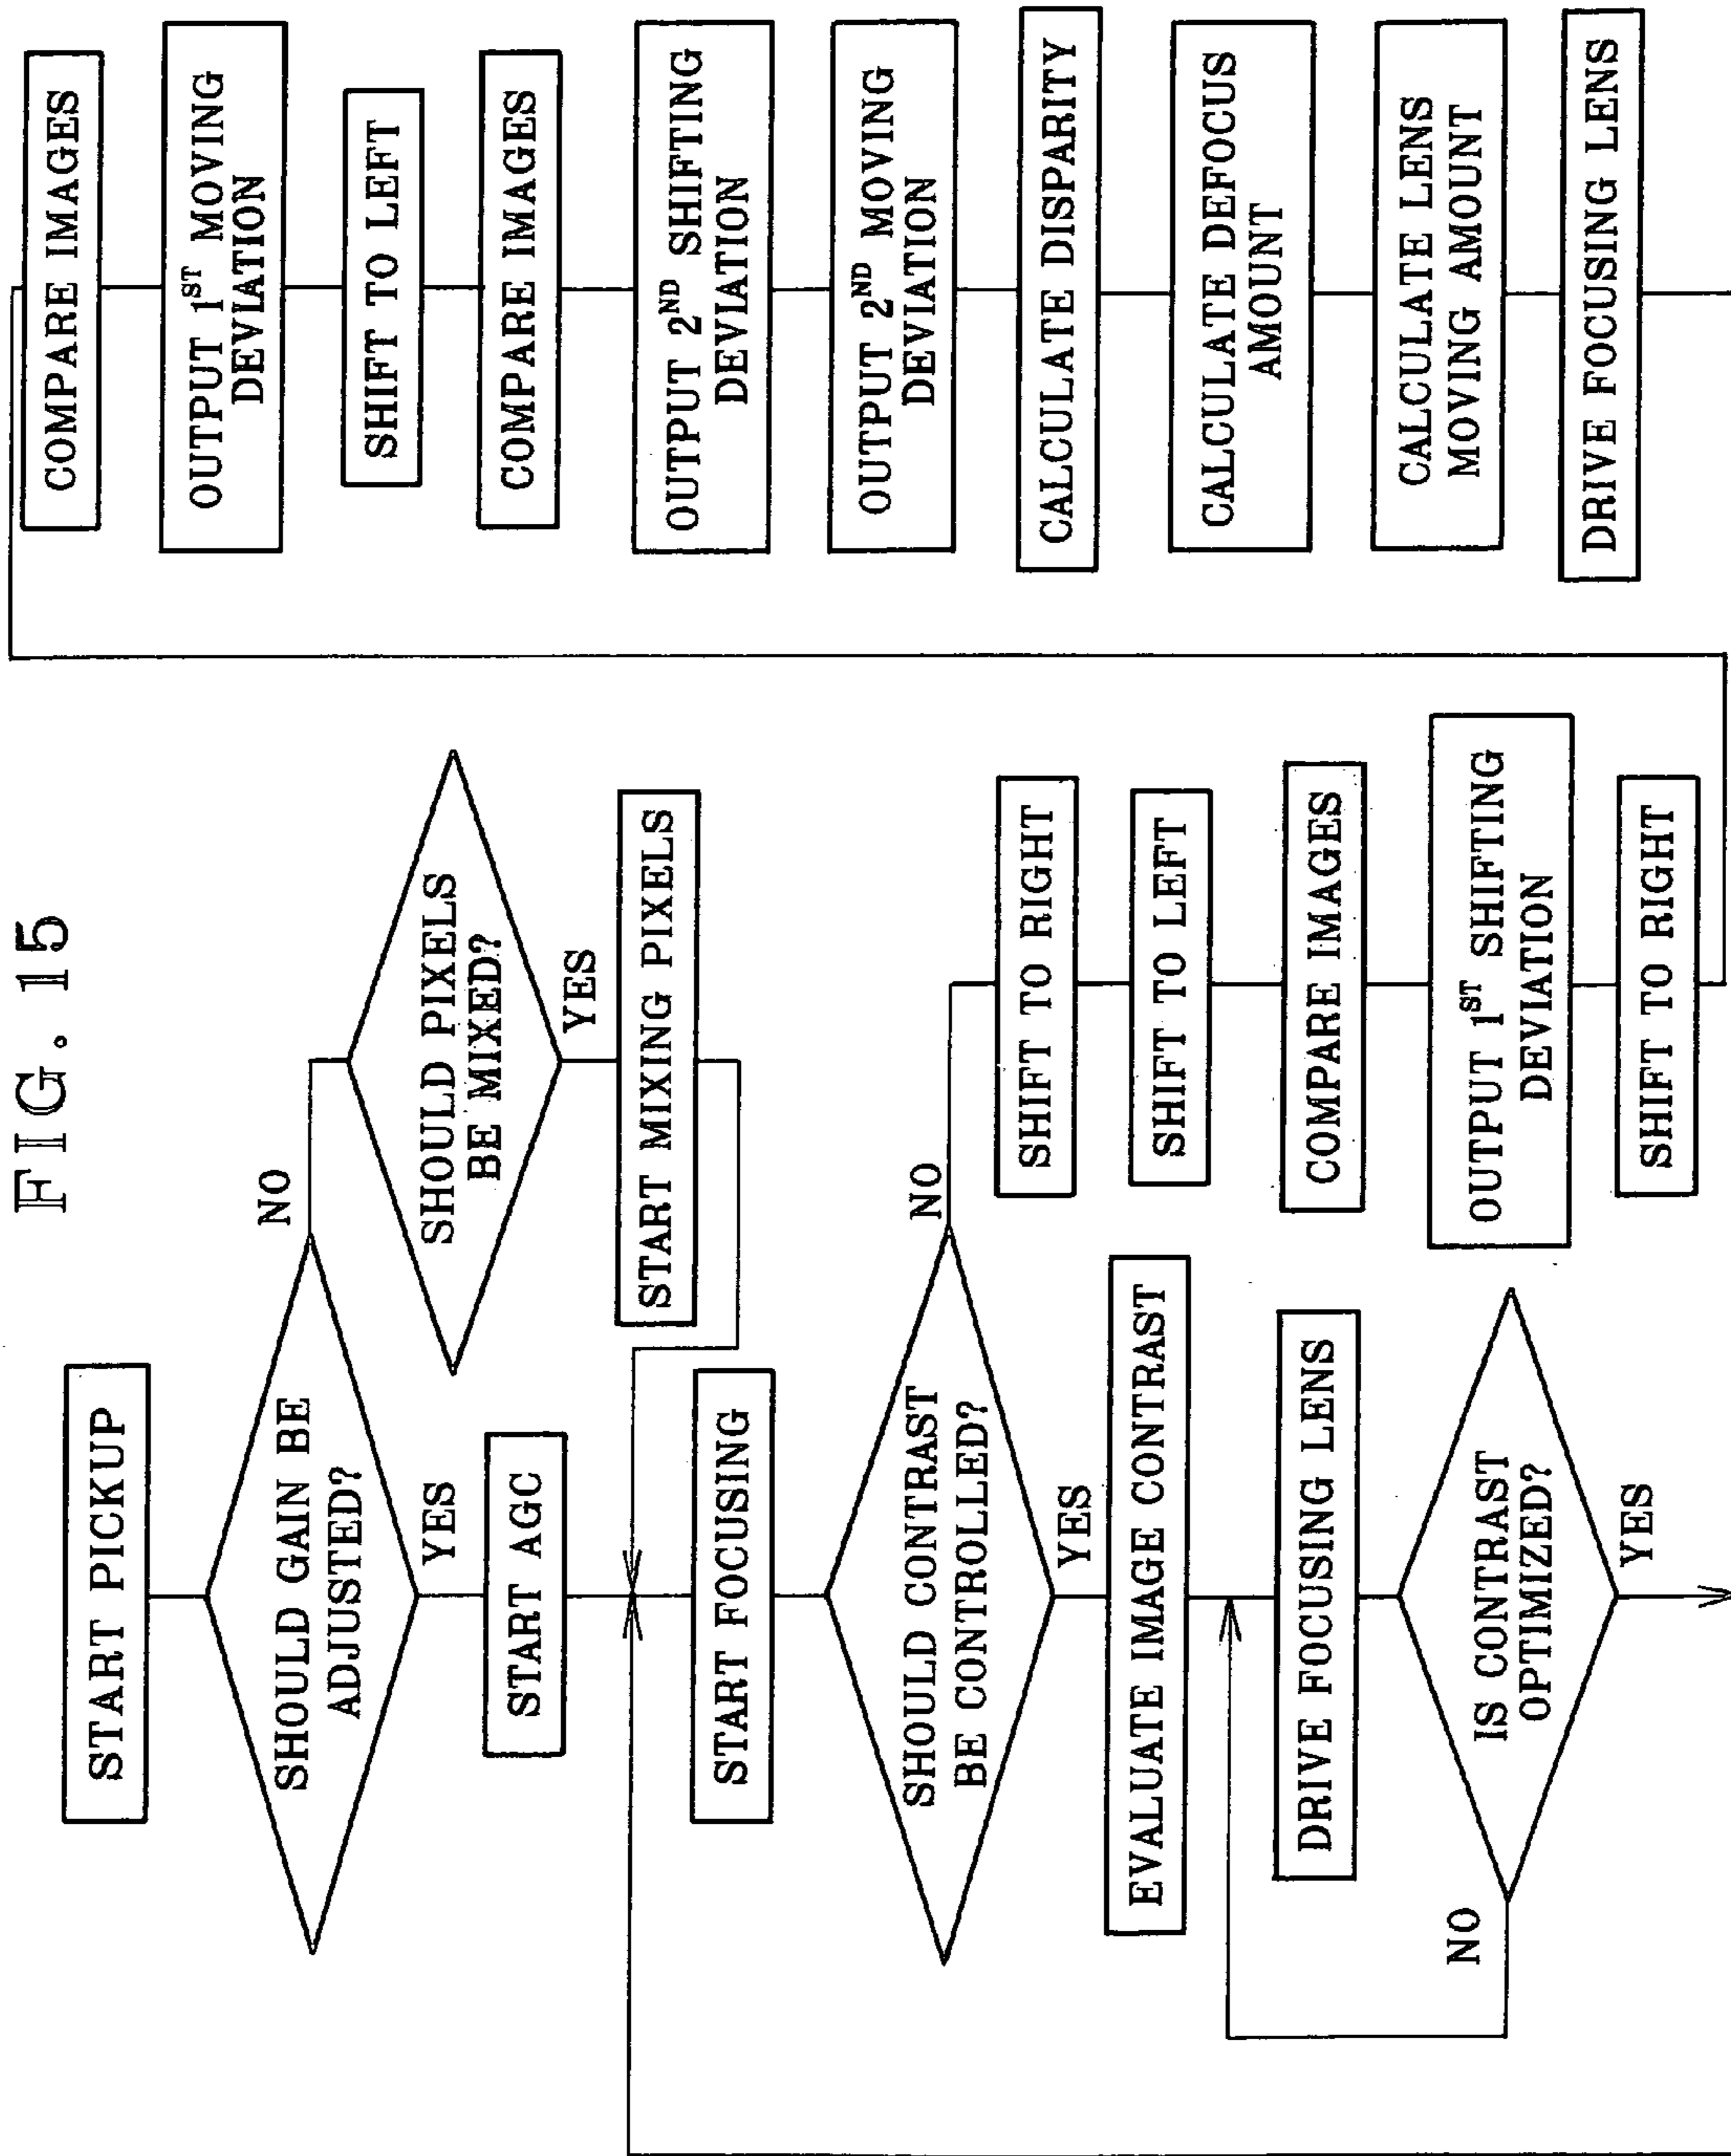 FIG. 15
START PICKUP
SHOULD GAIN BE
ADJUSTED?
NO
YES
START AGC
SHOULD PIXELS
BE MIXED?
YES
START MIXING PIXELS
START FOCUSING
SHOULD CONTRAST
BE CONTROLLED?
NO
YES
EVALUATE IMAGE CONTRAST
DRIVE FOCUSING LENS
IS CONTRAST
OPTIMIZED?
NO
YES
SHIFT TO RIGHT
SHIFT TO LEFT
COMPARE IMAGES
OUTPUT 1ST SHIFTING
DEVIATION
SHIFT TO RIGHT
COMPARE IMAGES
OUTPUT 1ST MOVING
DEVIATION
SHIFT TO LEFT
COMPARE IMAGES
OUTPUT 2ND SHIFTING
DEVIATION
OUTPUT 2ND MOVING
DEVIATION
CALCULATE DISPARITY
CALCULATE DEFOCUS
AMOUNT
CALCULATE LENS
MOVING AMOUNT
DRIVE FOCUSING LENS